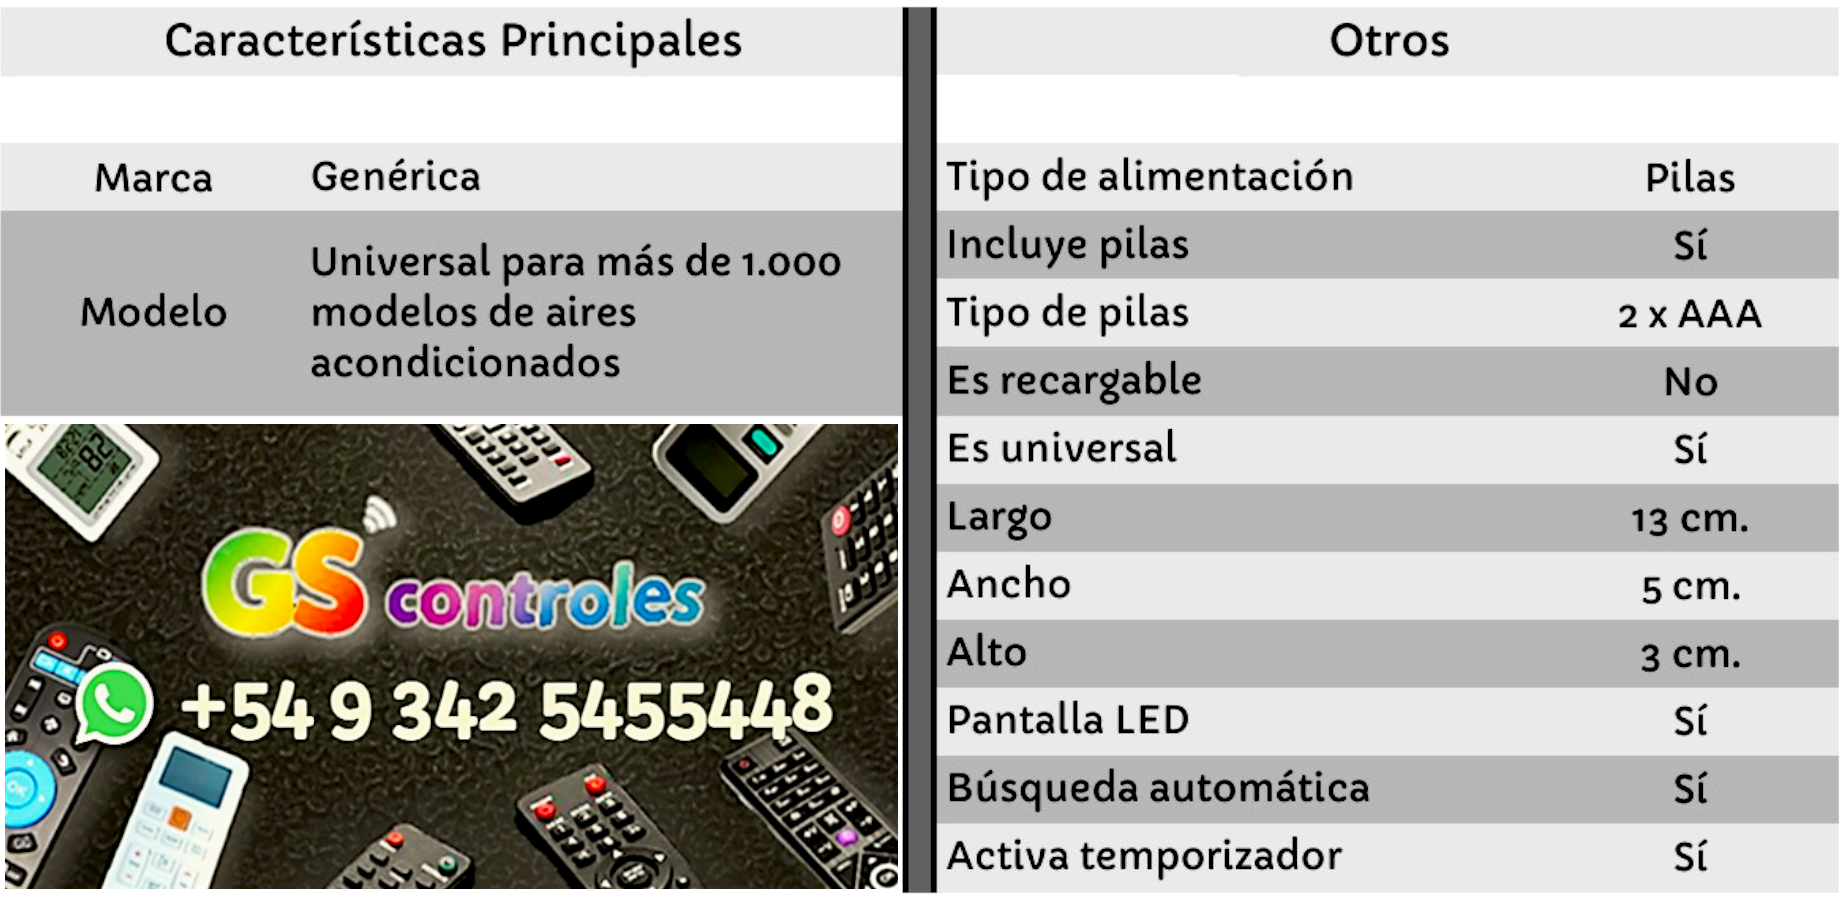 Características Principales
Marca Genérica
Modelo Universal para más de 1.000
modelos de aires
acondicionados
GS controles
+54 9 342 5455448
Otros
Tipo de alimentación Pilas
Incluye pilas Sí
Tipo de pilas 2 x AAA
Es recargable No
Es universal Sí
Largo 13 cm.
Ancho 5 cm.
Alto 3 cm.
Pantalla LED Sí
Búsqueda automática Sí
Activa temporizador Sí